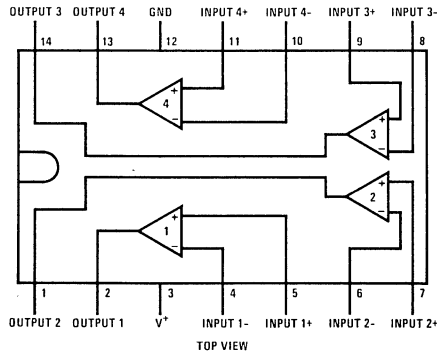 OUTPUT 3 OUTPUT 4 GND INPUT 4+ INPUT 4- INPUT 3+ INPUT 3-
14 13 12 11 10 9 8
+
4
-
+
3
-
+
2
-
+
1
-
1 2 3 4 5 6 7
OUTPUT 2 OUTPUT 1 V+ INPUT 1- INPUT 1+ INPUT 2- INPUT 2+
TOP VIEW